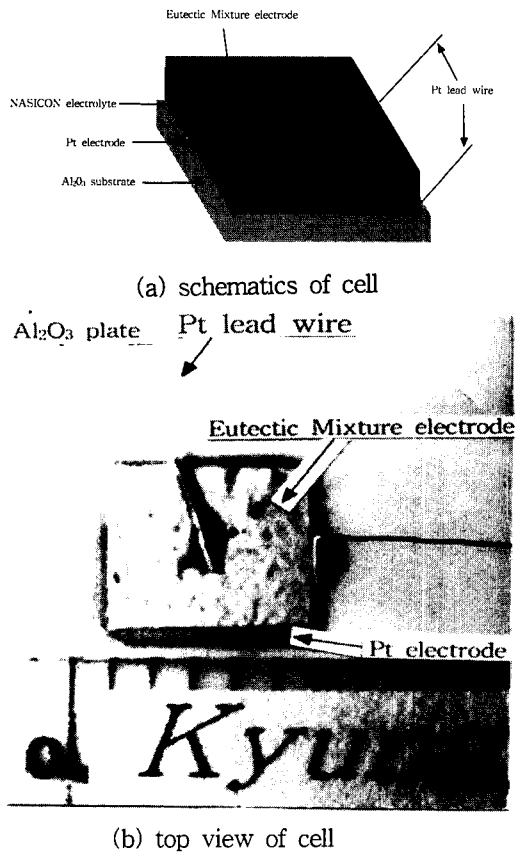 Eutectic Mixture electrode
NASICON electrolyte
Pt lead wire
Pt electrode
Al₂O₃ substrate
(a) schematics of cell
Al₂O₃ plate Pt lead wire
Eutectic Mixture electrode
Pt electrode
Kyun
(b) top view of cell